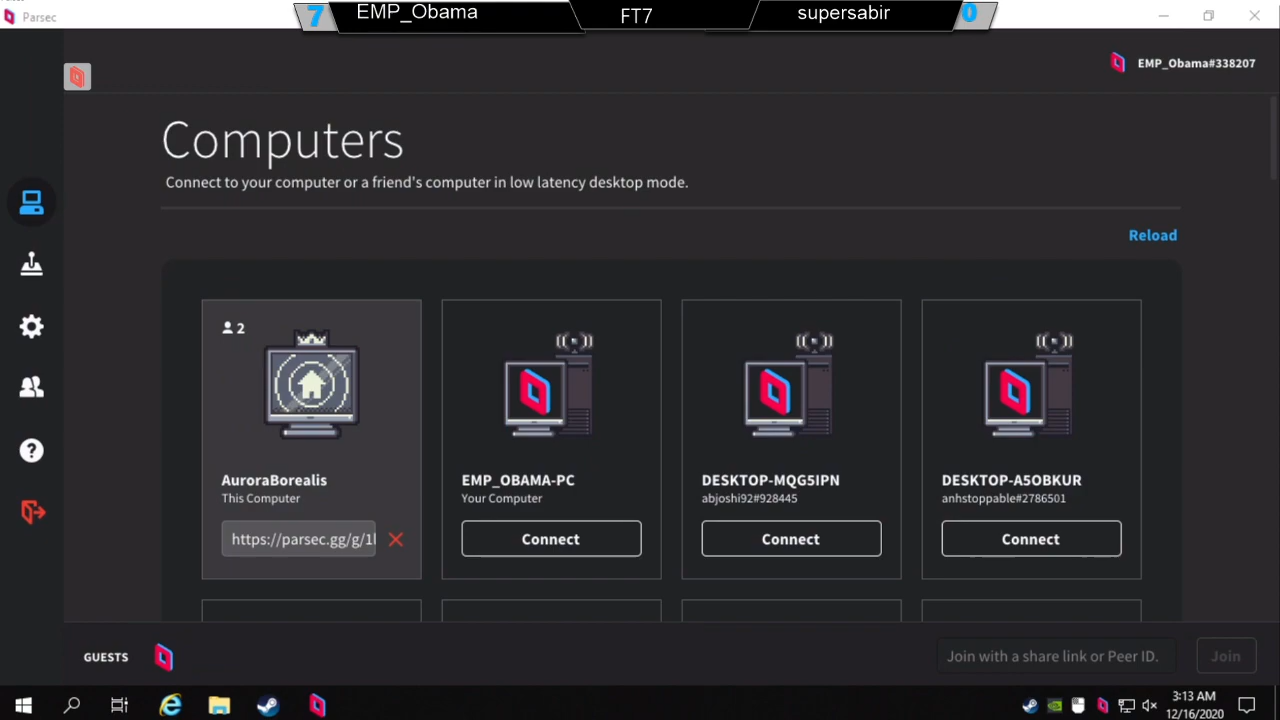 Parsec
7 EMP_Obama FT7 supersabir 0
EMP_Obama#338207
Computers
Connect to your computer or a friend's computer in low latency desktop mode.
Reload
2
AuroraBorealis
This Computer
https://parsec.gg/g/1
EMP_OBAMA-PC
Your Computer
Connect
DESKTOP-MQG5IPN
abjoshi92#928445
Connect
DESKTOP-A5OBKUR
anhstoppable#2786501
Connect
GUESTS
Join with a share link or Peer ID.
Join
3:13 AM
12/16/2020